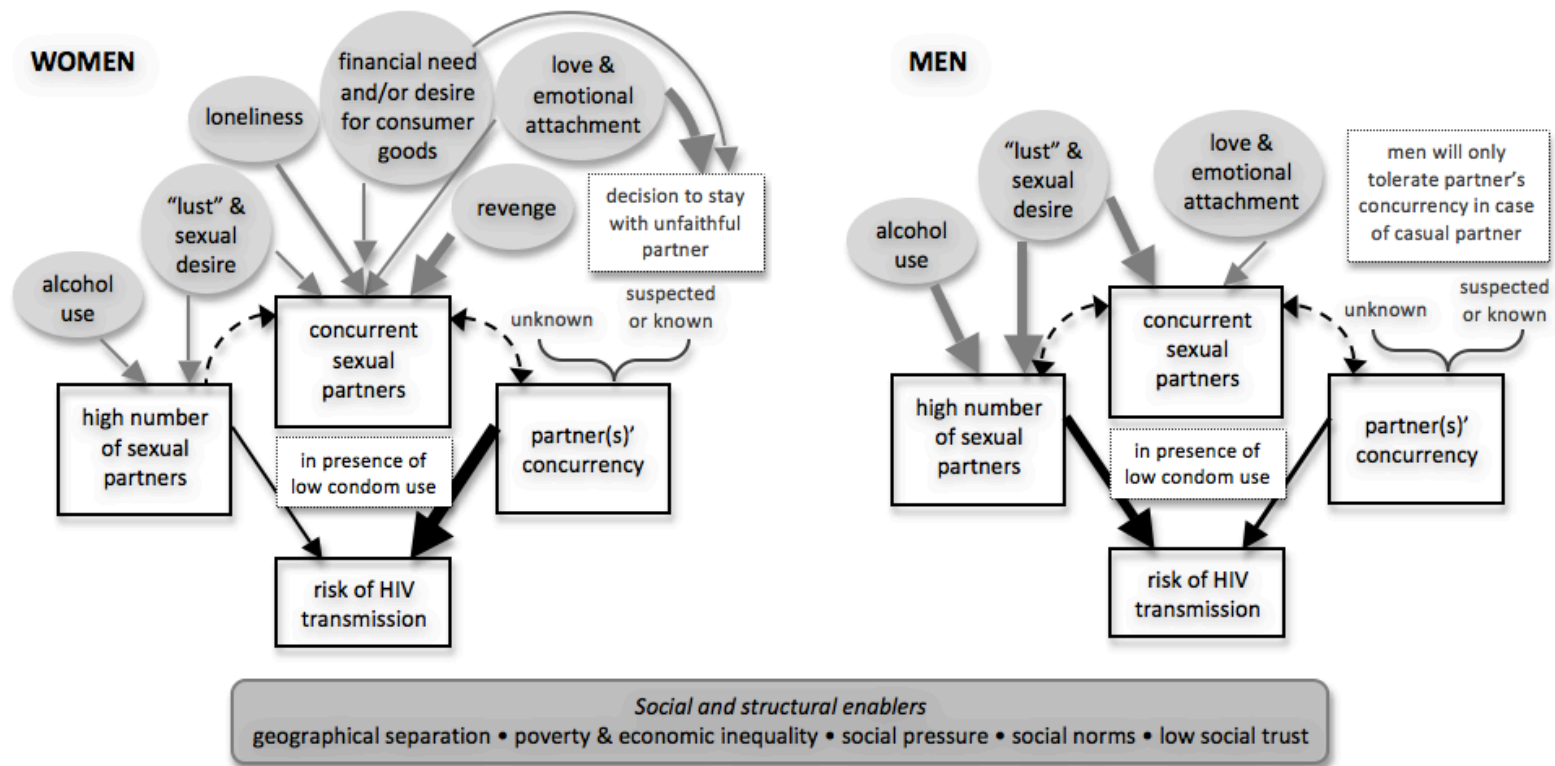 WOMEN
alcohol
use
“lust” &
sexual
desire
loneliness
financial need
and/or desire
for consumer
goods
love &
emotional
attachment
revenge
decision to stay
with unfaithful
partner
unknown
suspected
or known
concurrent
sexual
partners
high number
of sexual
partners
in presence of
low condom use
partner(s)’
concurrency
risk of HIV
transmission
MEN
alcohol
use
“lust” &
sexual
desire
love &
emotional
attachment
men will only
tolerate partner’s
concurrency in case
of casual partner
unknown
suspected
or known
concurrent
sexual
partners
high number
of sexual
partners
in presence of
low condom use
partner(s)’
concurrency
risk of HIV
transmission
Social and structural enablers
geographical separation • poverty & economic inequality • social pressure • social norms • low social trust